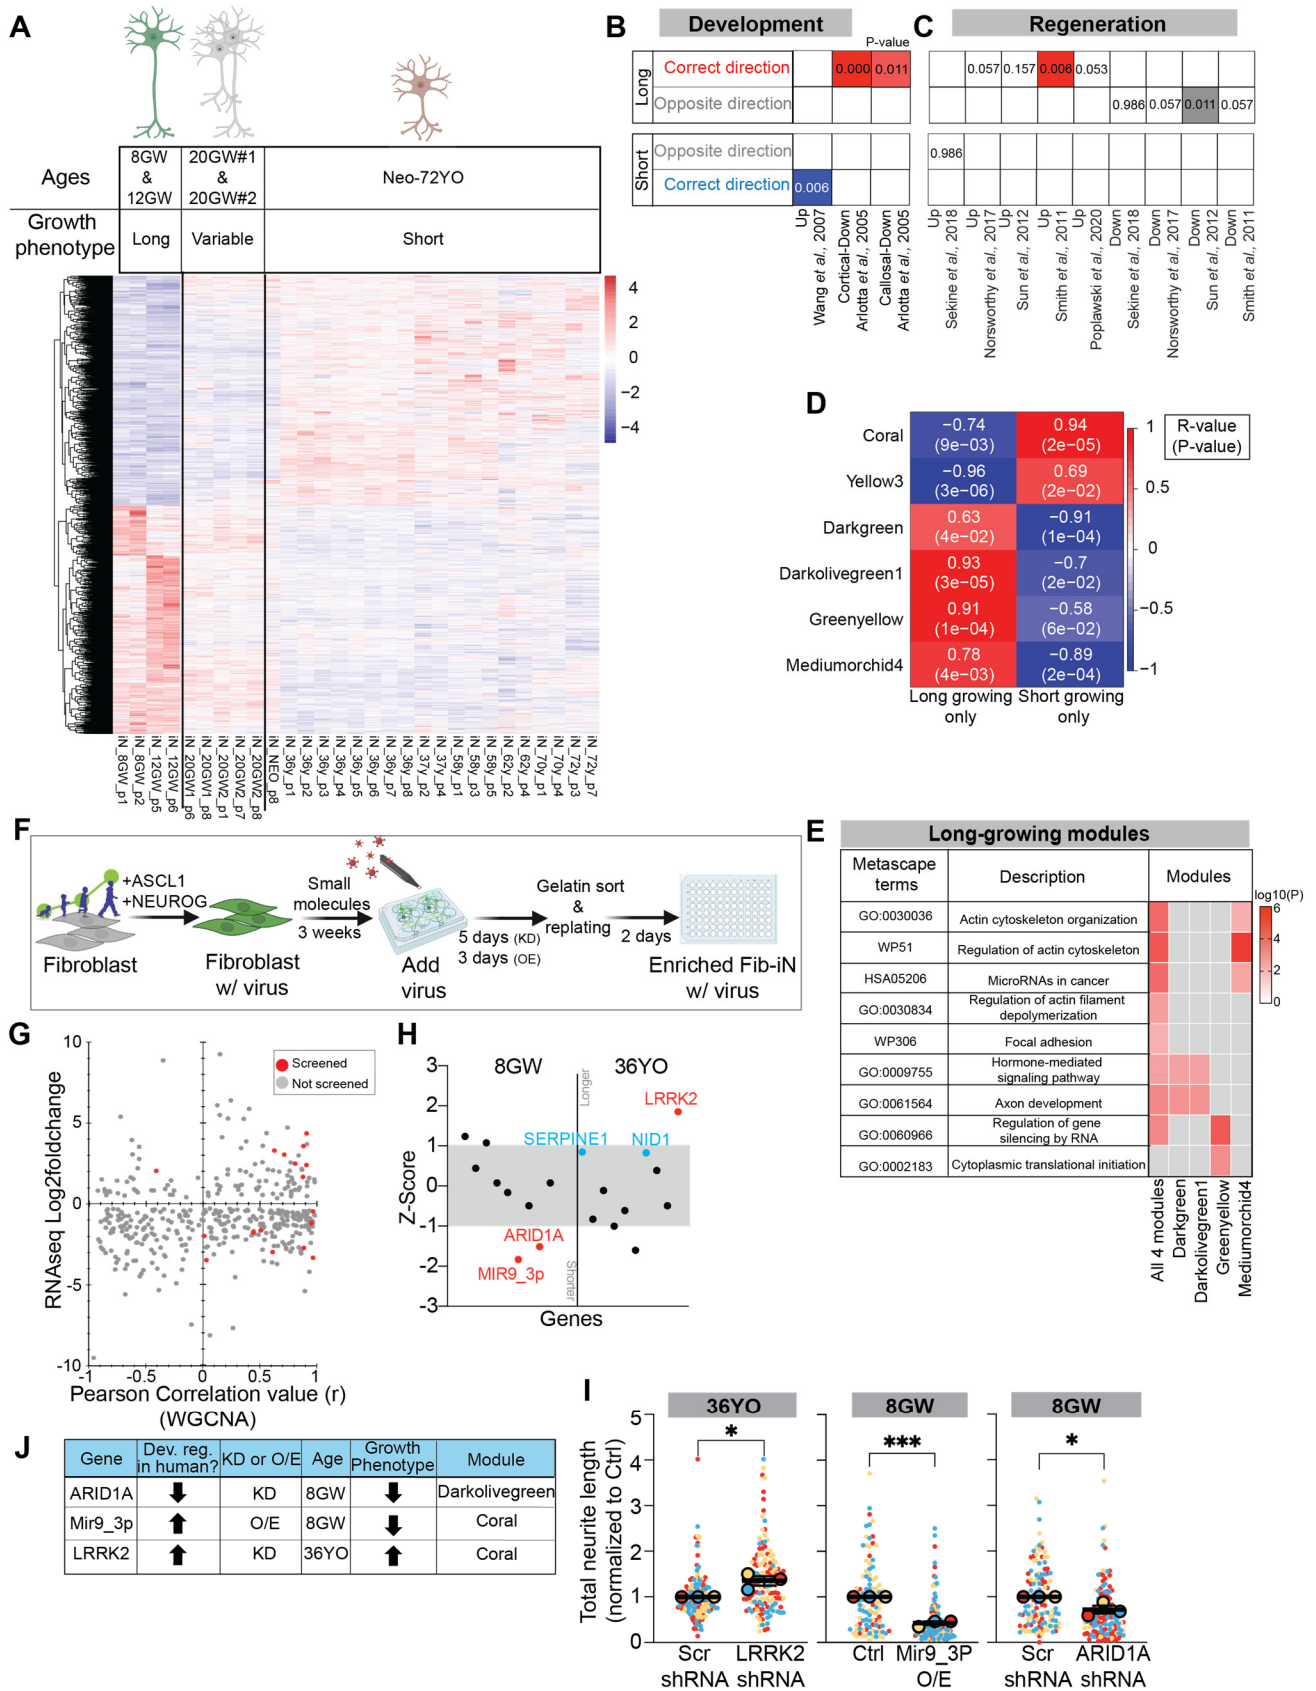 A
Ages
8GW
&
12GW
20GW#1
&
20GW#2
Neo-72YO
Growth
phenotype
Long
Variable
Short
4
2
0
−2
−4
iN_8GW_p1
iN_8GW_p2
iN_12GW_p5
iN_12GW_p6
iN_20GW1_p6
iN_20GW1_p8
iN_20GW2_p1
iN_20GW2_p7
iN_20GW2_p8
iN_NEO_p8
iN_36y_p1
iN_36y_p2
iN_36y_p3
iN_36y_p4
iN_36y_p5
iN_36y_p6
iN_36y_p7
iN_36y_p8
iN_37y_p2
iN_37y_p4
iN_58y_p1
iN_58y_p3
iN_58y_p5
iN_62y_p2
iN_62y_p4
iN_70y_p1
iN_70y_p4
iN_72y_p3
iN_72y_p7
B
Development
P-value
Long
Correct direction
0.000
0.011
Opposite direction
Short
Opposite direction
Correct direction
0.006
Up
Wang et al., 2007
Cortical-Down
Arlotta et al., 2005
Callosal-Down
Arlotta et al., 2005
C
Regeneration
0.057
0.157
0.006
0.053
0.986
0.057
0.011
0.057
0.986
Up
Sekine et al., 2018
Up
Norsworthy et al., 2017
Up
Sun et al., 2012
Up
Smith et al., 2011
Up
Poplawski et al., 2020
Down
Sekine et al., 2018
Down
Norsworthy et al., 2017
Down
Sun et al., 2012
Down
Smith et al., 2011
D
Coral
−0.74
(9e−03)
0.94
(2e−05)
Yellow3
−0.96
(3e−06)
0.69
(2e−02)
Darkgreen
0.63
(4e−02)
−0.91
(1e−04)
Darkolivegreen1
0.93
(3e−05)
−0.7
(2e−02)
Greenyellow
0.91
(1e−04)
−0.58
(6e−02)
Mediumorchid4
0.78
(4e−03)
−0.89
(2e−04)
Long growing
only
Short growing
only
1
0.5
0
−0.5
−1
R-value
(P-value)
E
Long-growing modules
Metascape
terms
Description
Modules
GO:0030036
Actin cytoskeleton organization
WP51
Regulation of actin cytoskeleton
HSA05206
MicroRNAs in cancer
GO:0030834
Regulation of actin filament
depolymerization
WP306
Focal adhesion
GO:0009755
Hormone-mediated
signaling pathway
GO:0061564
Axon development
GO:0060966
Regulation of gene
silencing by RNA
GO:0002183
Cytoplasmic translational initiation
All 4 modules
Darkgreen
Darkolivegreen1
Greenyellow
Mediumorchid4
log10(P)
6
4
2
0
F
+ASCL1
+NEUROG
Fibroblast
Fibroblast
w/ virus
Small
molecules
3 weeks
Add
virus
5 days (KD)
3 days (OE)
Gelatin sort
&
replating
2 days
Enriched Fib-iN
w/ virus
G
RNAseq Log2foldchange
10
5
0
-5
-10
-1
-0.5
0
0.5
1
Pearson Correlation value (r)
(WGCNA)
Screened
Not screened
H
8GW
36YO
Z-Score
3
2
1
0
-1
-2
-3
Longer
Shorter
LRRK2
SERPINE1
NID1
ARID1A
MIR9_3p
Genes
I
36YO
8GW
8GW
Total neurite length
(normalized to Ctrl)
5
4
3
2
1
0
*
***
*
Scr
shRNA
LRRK2
shRNA
Ctrl
Mir9_3P
O/E
Scr
shRNA
ARID1A
shRNA
J
Gene
Dev. reg.
in human?
KD or O/E
Age
Growth
Phenotype
Module
ARID1A
KD
8GW
Darkolivegreen
Mir9_3p
O/E
8GW
Coral
LRRK2
KD
36YO
Coral